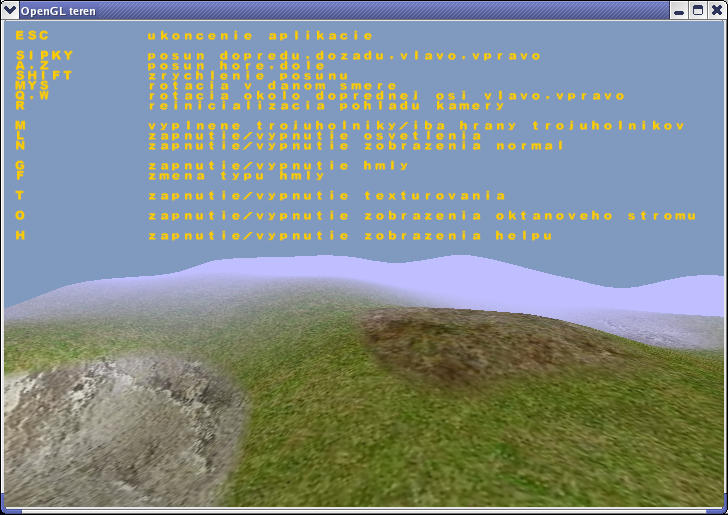 OpenGL teren
ESC ukoncenie aplikacie
SIPKY posun dopredu,dozadu,vlavo,vpravo
A,Z posun hore,dole
SHIFT zrychlenie posunu
MYS rotacia v danom smere
Q,W rotacia okolo doprednej osi vlavo,vpravo
R reinicializacia pohladu kamery
M vyplnene trojuholniky/iba hrany trojuholnikov
L zapnutie/vypnutie osvetlenia
N zapnutie/vypnutie zobrazenia normal
G zapnutie/vypnutie hmly
F zmena typu hmly
T zapnutie/vypnutie texturovania
O zapnutie/vypnutie zobrazenia oktanoveho stromu
H zapnutie/vypnutie zobrazenia helpu